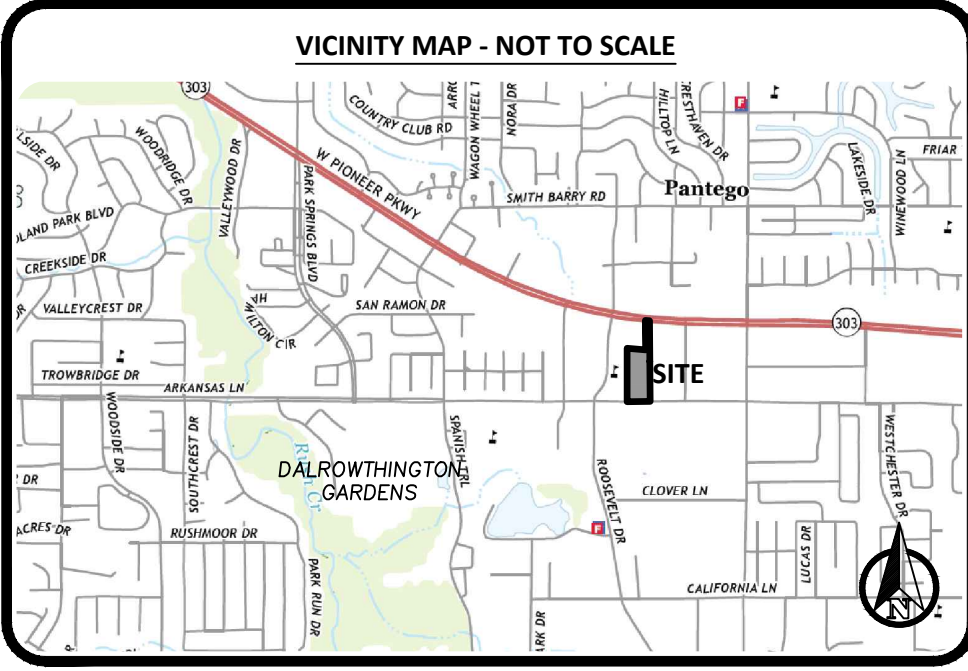 VICINITY MAP - NOT TO SCALE
303
COUNTRY CLUB RD
WAGON WHEEL T
NORA DR
HILLTOP LN
RESTHAVEN DR
LAKESIDE DR
WINEWOOD LN
FRIAR
F
LSIDE DR
WOODRIDGE DR
VALLEYWOOD DR
PARK SPRINGS BLVD
W PIONEER PKWY
SMITH BARRY RD
Pantego
LAND PARK BLVD
CREEKSIDE DR
VALLEYCREST DR
WILTON CIR
SAN RAMON DR
303
SITE
TROWBRIDGE DR
ARKANSAS LN
WOODSIDE DR
SOUTHCREST DR
SPANISH TRL
WESTCHESTER DR
DALROWTHINGTON
GARDENS
ROOSEVELT DR
CLOVER LN
DR
ACRES DR
RUSHMOOR DR
F
LUCAS DR
PARK RUN DR
CALIFORNIA LN
RK DR
N